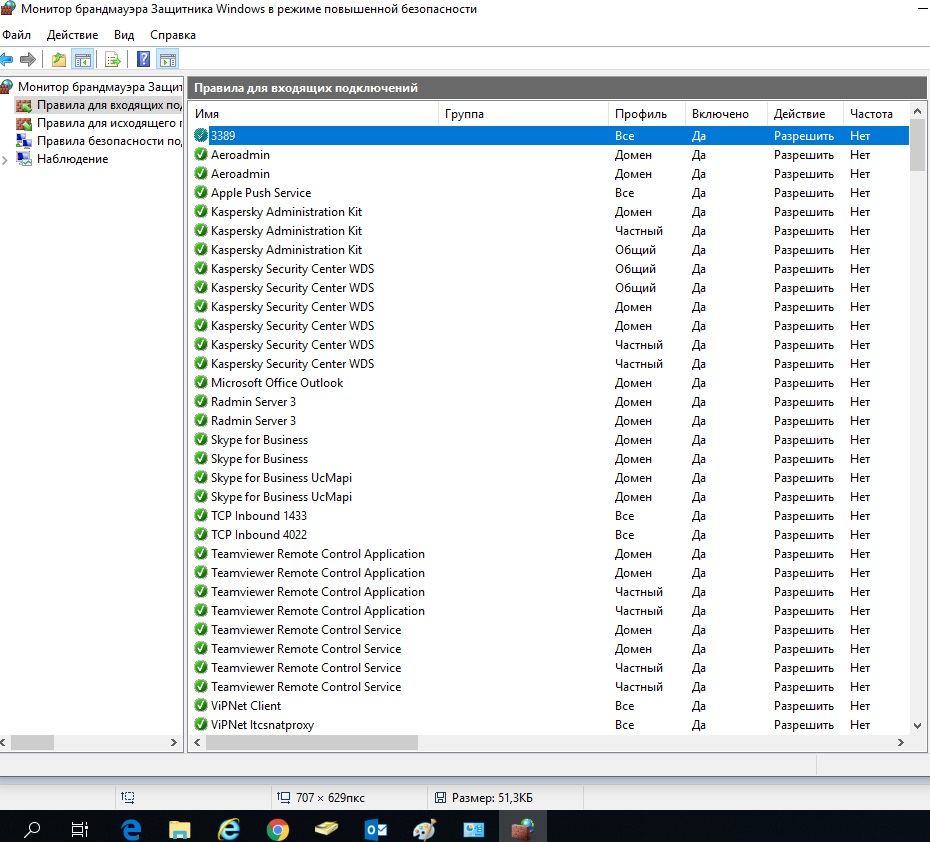 Монитор брандмауэра Защитника Windows в режиме повышенной безопасности
Файл Действие Вид Справка
Монитор брандмауэра Защит
Правила для входящих по
Правила для исходящего
Правила безопасности по
Наблюдение
Правила для входящих подключений
Имя Группа Профиль Включено Действие Частота
3389 Все Да Разрешить Нет
Aeroadmin Домен Да Разрешить Нет
Aeroadmin Домен Да Разрешить Нет
Apple Push Service Все Да Разрешить Нет
Kaspersky Administration Kit Домен Да Разрешить Нет
Kaspersky Administration Kit Частный Да Разрешить Нет
Kaspersky Administration Kit Общий Да Разрешить Нет
Kaspersky Security Center WDS Общий Да Разрешить Нет
Kaspersky Security Center WDS Общий Да Разрешить Нет
Kaspersky Security Center WDS Домен Да Разрешить Нет
Kaspersky Security Center WDS Домен Да Разрешить Нет
Kaspersky Security Center WDS Частный Да Разрешить Нет
Kaspersky Security Center WDS Частный Да Разрешить Нет
Microsoft Office Outlook Домен Да Разрешить Нет
Radmin Server 3 Домен Да Разрешить Нет
Radmin Server 3 Домен Да Разрешить Нет
Skype for Business Домен Да Разрешить Нет
Skype for Business Домен Да Разрешить Нет
Skype for Business UcMapi Домен Да Разрешить Нет
Skype for Business UcMapi Домен Да Разрешить Нет
TCP Inbound 1433 Все Да Разрешить Нет
TCP Inbound 4022 Все Да Разрешить Нет
Teamviewer Remote Control Application Домен Да Разрешить Нет
Teamviewer Remote Control Application Домен Да Разрешить Нет
Teamviewer Remote Control Application Частный Да Разрешить Нет
Teamviewer Remote Control Application Частный Да Разрешить Нет
Teamviewer Remote Control Service Домен Да Разрешить Нет
Teamviewer Remote Control Service Домен Да Разрешить Нет
Teamviewer Remote Control Service Частный Да Разрешить Нет
Teamviewer Remote Control Service Частный Да Разрешить Нет
ViPNet Client Все Да Разрешить Нет
ViPNet Itcsnatproxy Все Да Разрешить Нет
707 × 629пкс Размер: 51,3КБ